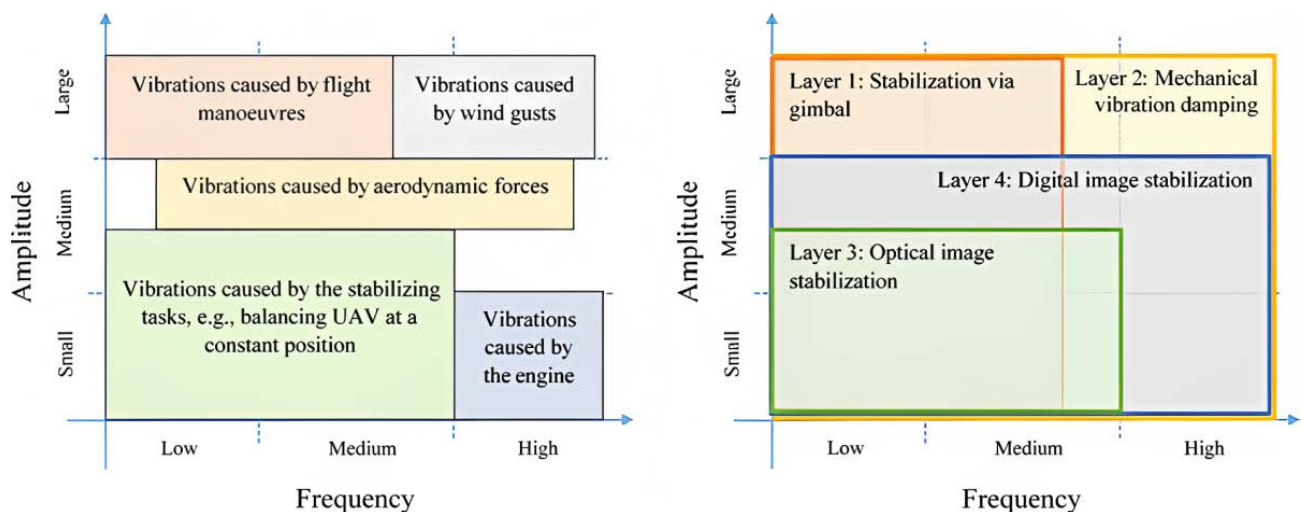 Large
Medium
Small
Amplitude
Vibrations caused by flight
manoeuvres
Vibrations caused
by wind gusts
Vibrations caused by aerodynamic forces
Vibrations caused by the stabilizing
tasks, e.g., balancing UAV at a
constant position
Vibrations
caused by
the engine
Low
Medium
High
Frequency
Large
Medium
Small
Amplitude
Layer 1: Stabilization via
gimbal
Layer 2: Mechanical
vibration damping
Layer 4: Digital image stabilization
Layer 3: Optical image
stabilization
Low
Medium
High
Frequency